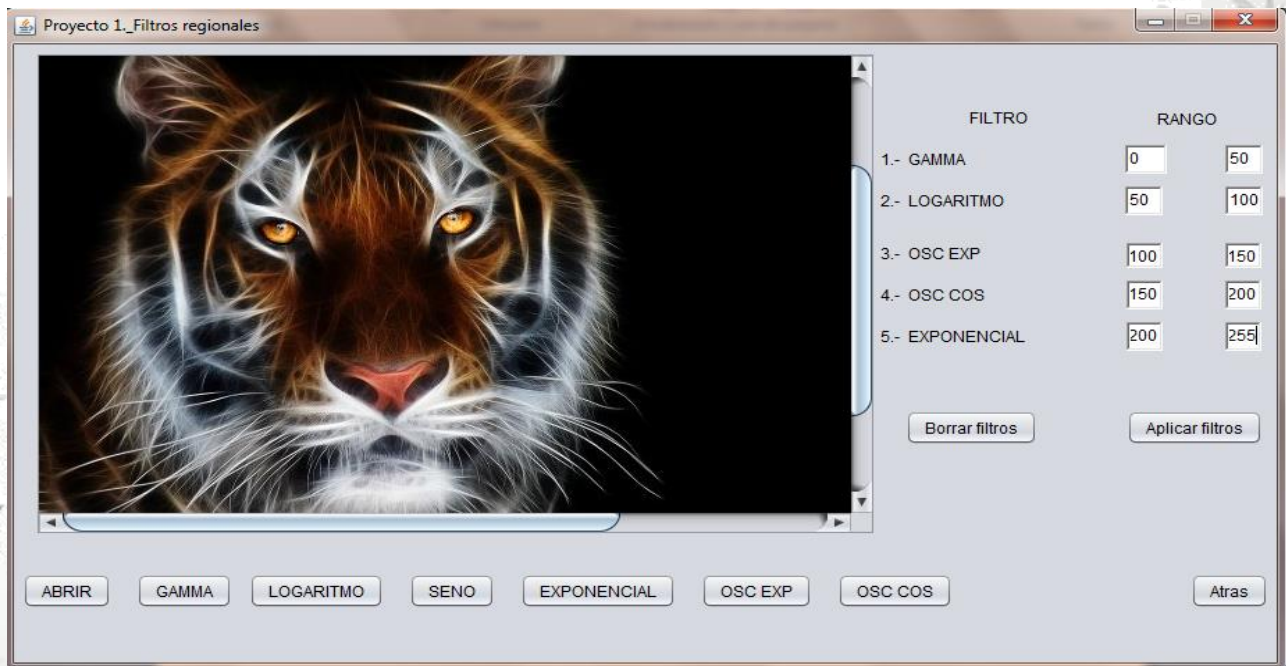 Proyecto 1._Filtros regionales
FILTRO RANGO
1.- GAMMA 0 50
2.- LOGARITMO 50 100
3.- OSC EXP 100 150
4.- OSC COS 150 200
5.- EXPONENCIAL 200 255
Borrar filtros Aplicar filtros
ABRIR GAMMA LOGARITMO SENO EXPONENCIAL OSC EXP OSC COS Atras